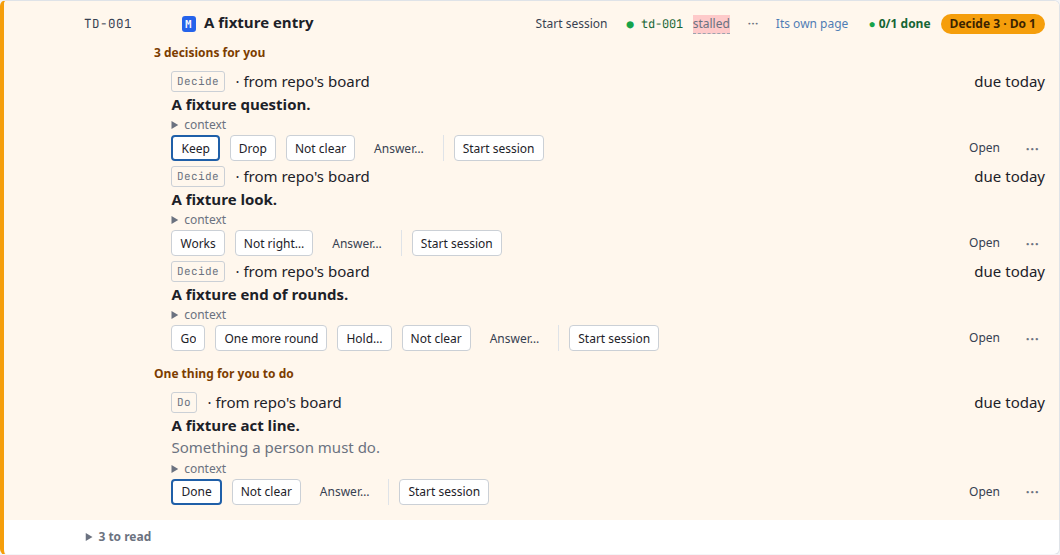 TD-001 M A fixture entry Start session ● td-001 stalled ··· Its own page ● 0/1 done Decide 3 · Do 1
3 decisions for you
Decide · from repo's board due today
A fixture question.
▶ context
Keep Drop Not clear Answer... Start session Open ···
Decide · from repo's board due today
A fixture look.
▶ context
Works Not right... Answer... Start session Open ···
Decide · from repo's board due today
A fixture end of rounds.
▶ context
Go One more round Hold... Not clear Answer... Start session Open ···
One thing for you to do
Do · from repo's board due today
A fixture act line.
Something a person must do.
▶ context
Done Not clear Answer... Start session Open ···
▶ 3 to read